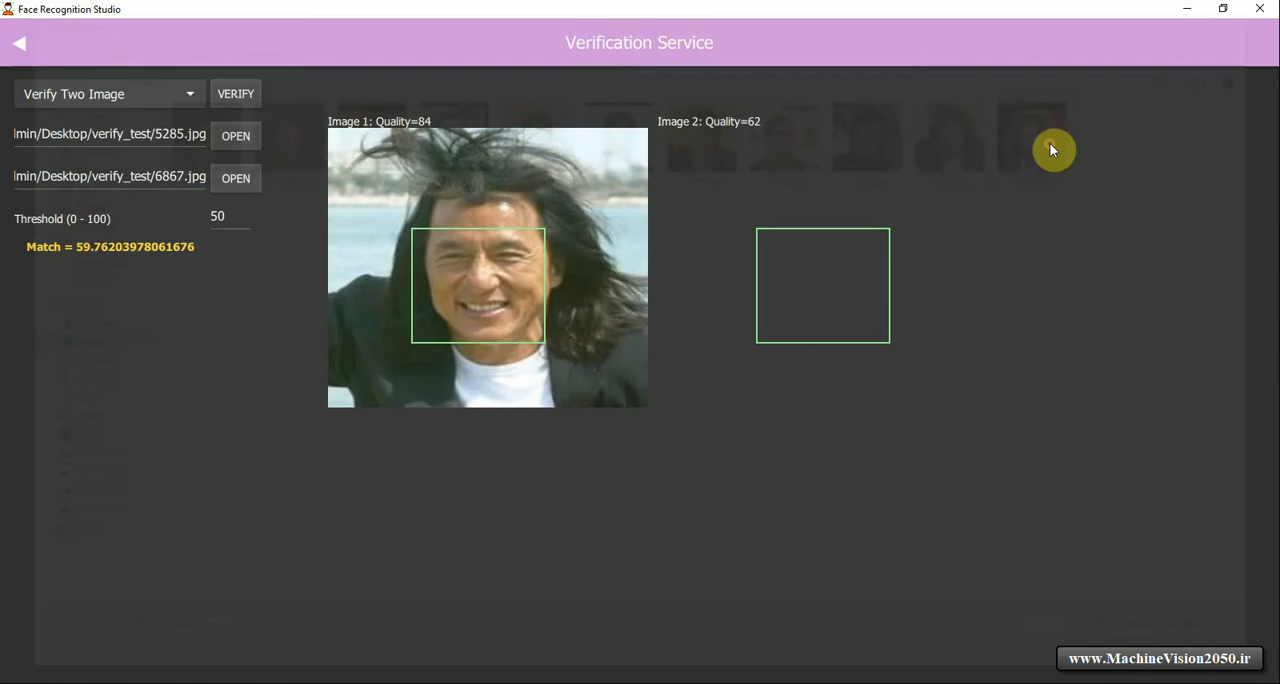 Face Recognition Studio
Verification Service
Verify Two Image
VERIFY
lmin/Desktop/verify_test/5285.jpg
OPEN
lmin/Desktop/verify_test/6867.jpg
OPEN
Threshold (0 - 100)
50
Match = 59.76203978061676
Image 1: Quality=84
Image 2: Quality=62
www.MachineVision2050.ir